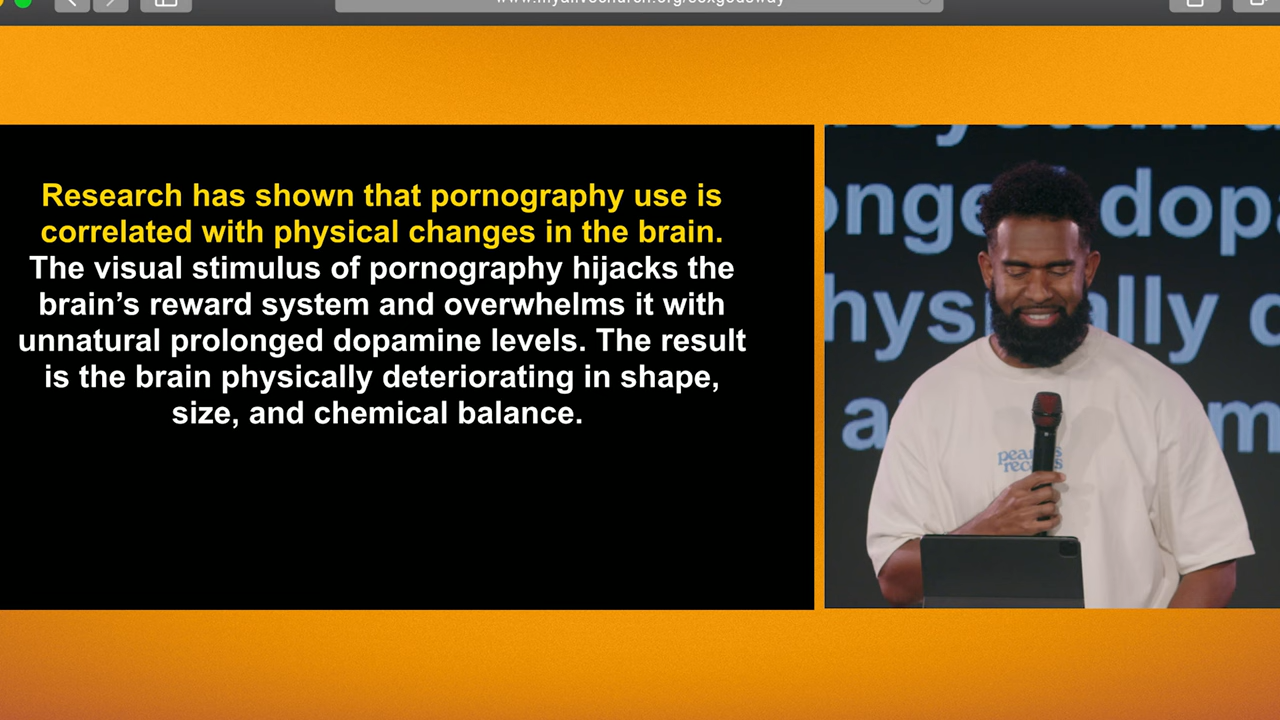 Research has shown that pornography use is
correlated with physical changes in the brain.
The visual stimulus of pornography hijacks the
brain’s reward system and overwhelms it with
unnatural prolonged dopamine levels. The result
is the brain physically deteriorating in shape,
size, and chemical balance.